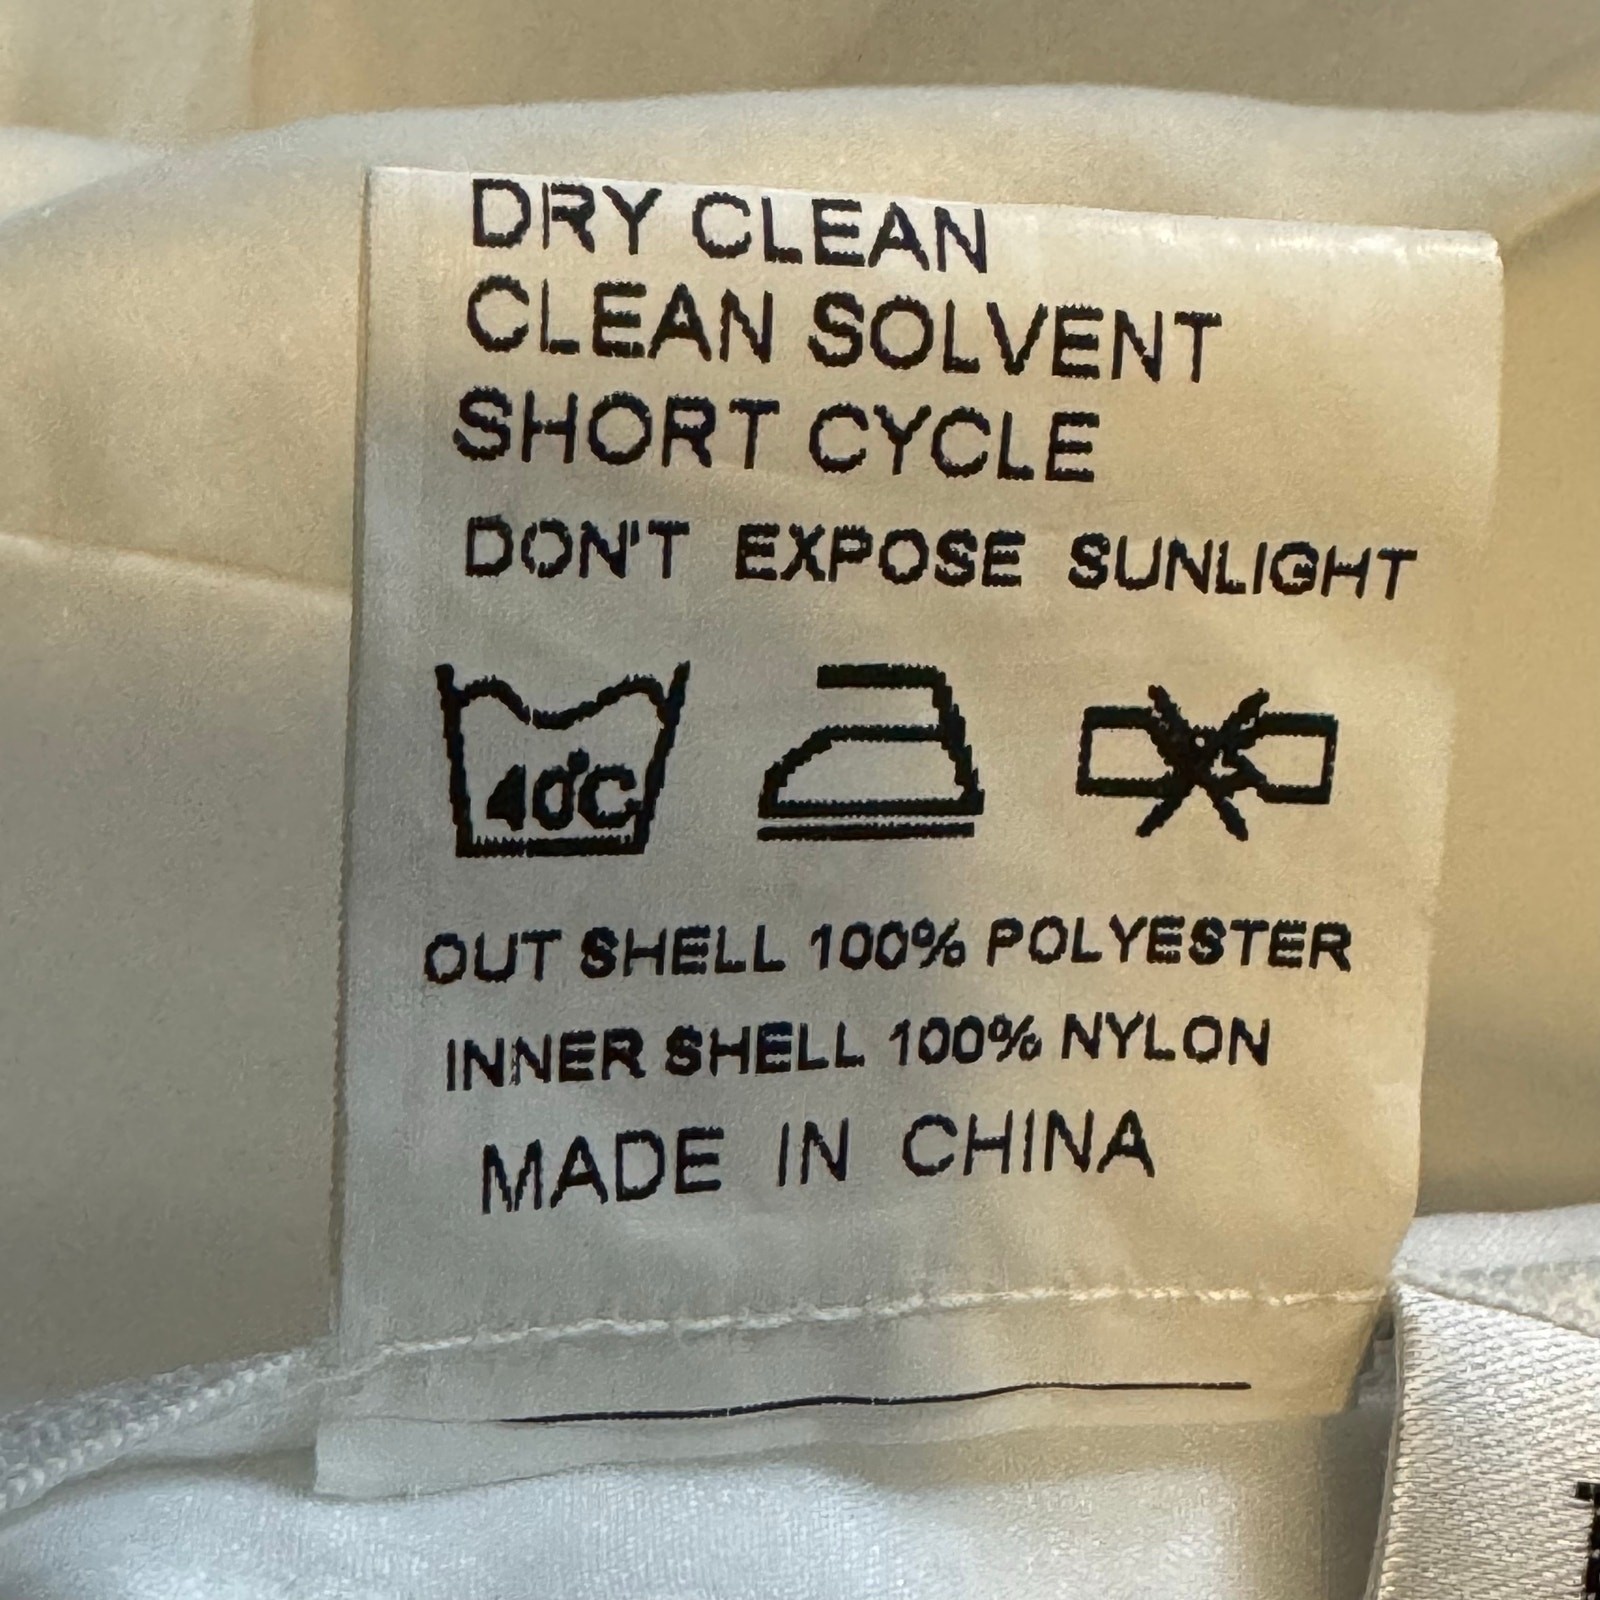 DRY CLEAN
CLEAN SOLVENT
SHORT CYCLE
DON'T EXPOSE SUNLIGHT
40°C
OUT SHELL 100% POLYESTER
INNER SHELL 100% NYLON
MADE IN CHINA